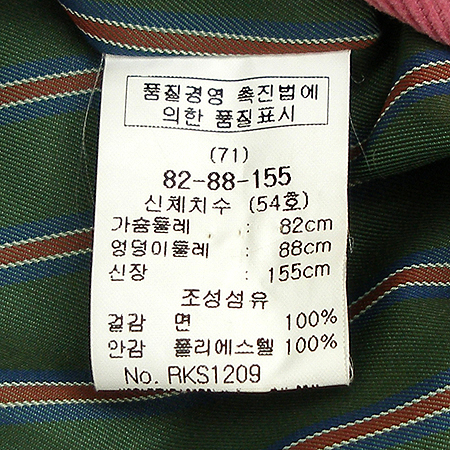 품질경영 촉진법에
의한 품질표시
(71)
82-88-155
신체치수 (54호)
가슴둘레 : 82cm
엉덩이둘레 : 88cm
신장 : 155cm
조성섬유
겉감 면 100%
안감 폴리에스텔 100%
No. RKS1209